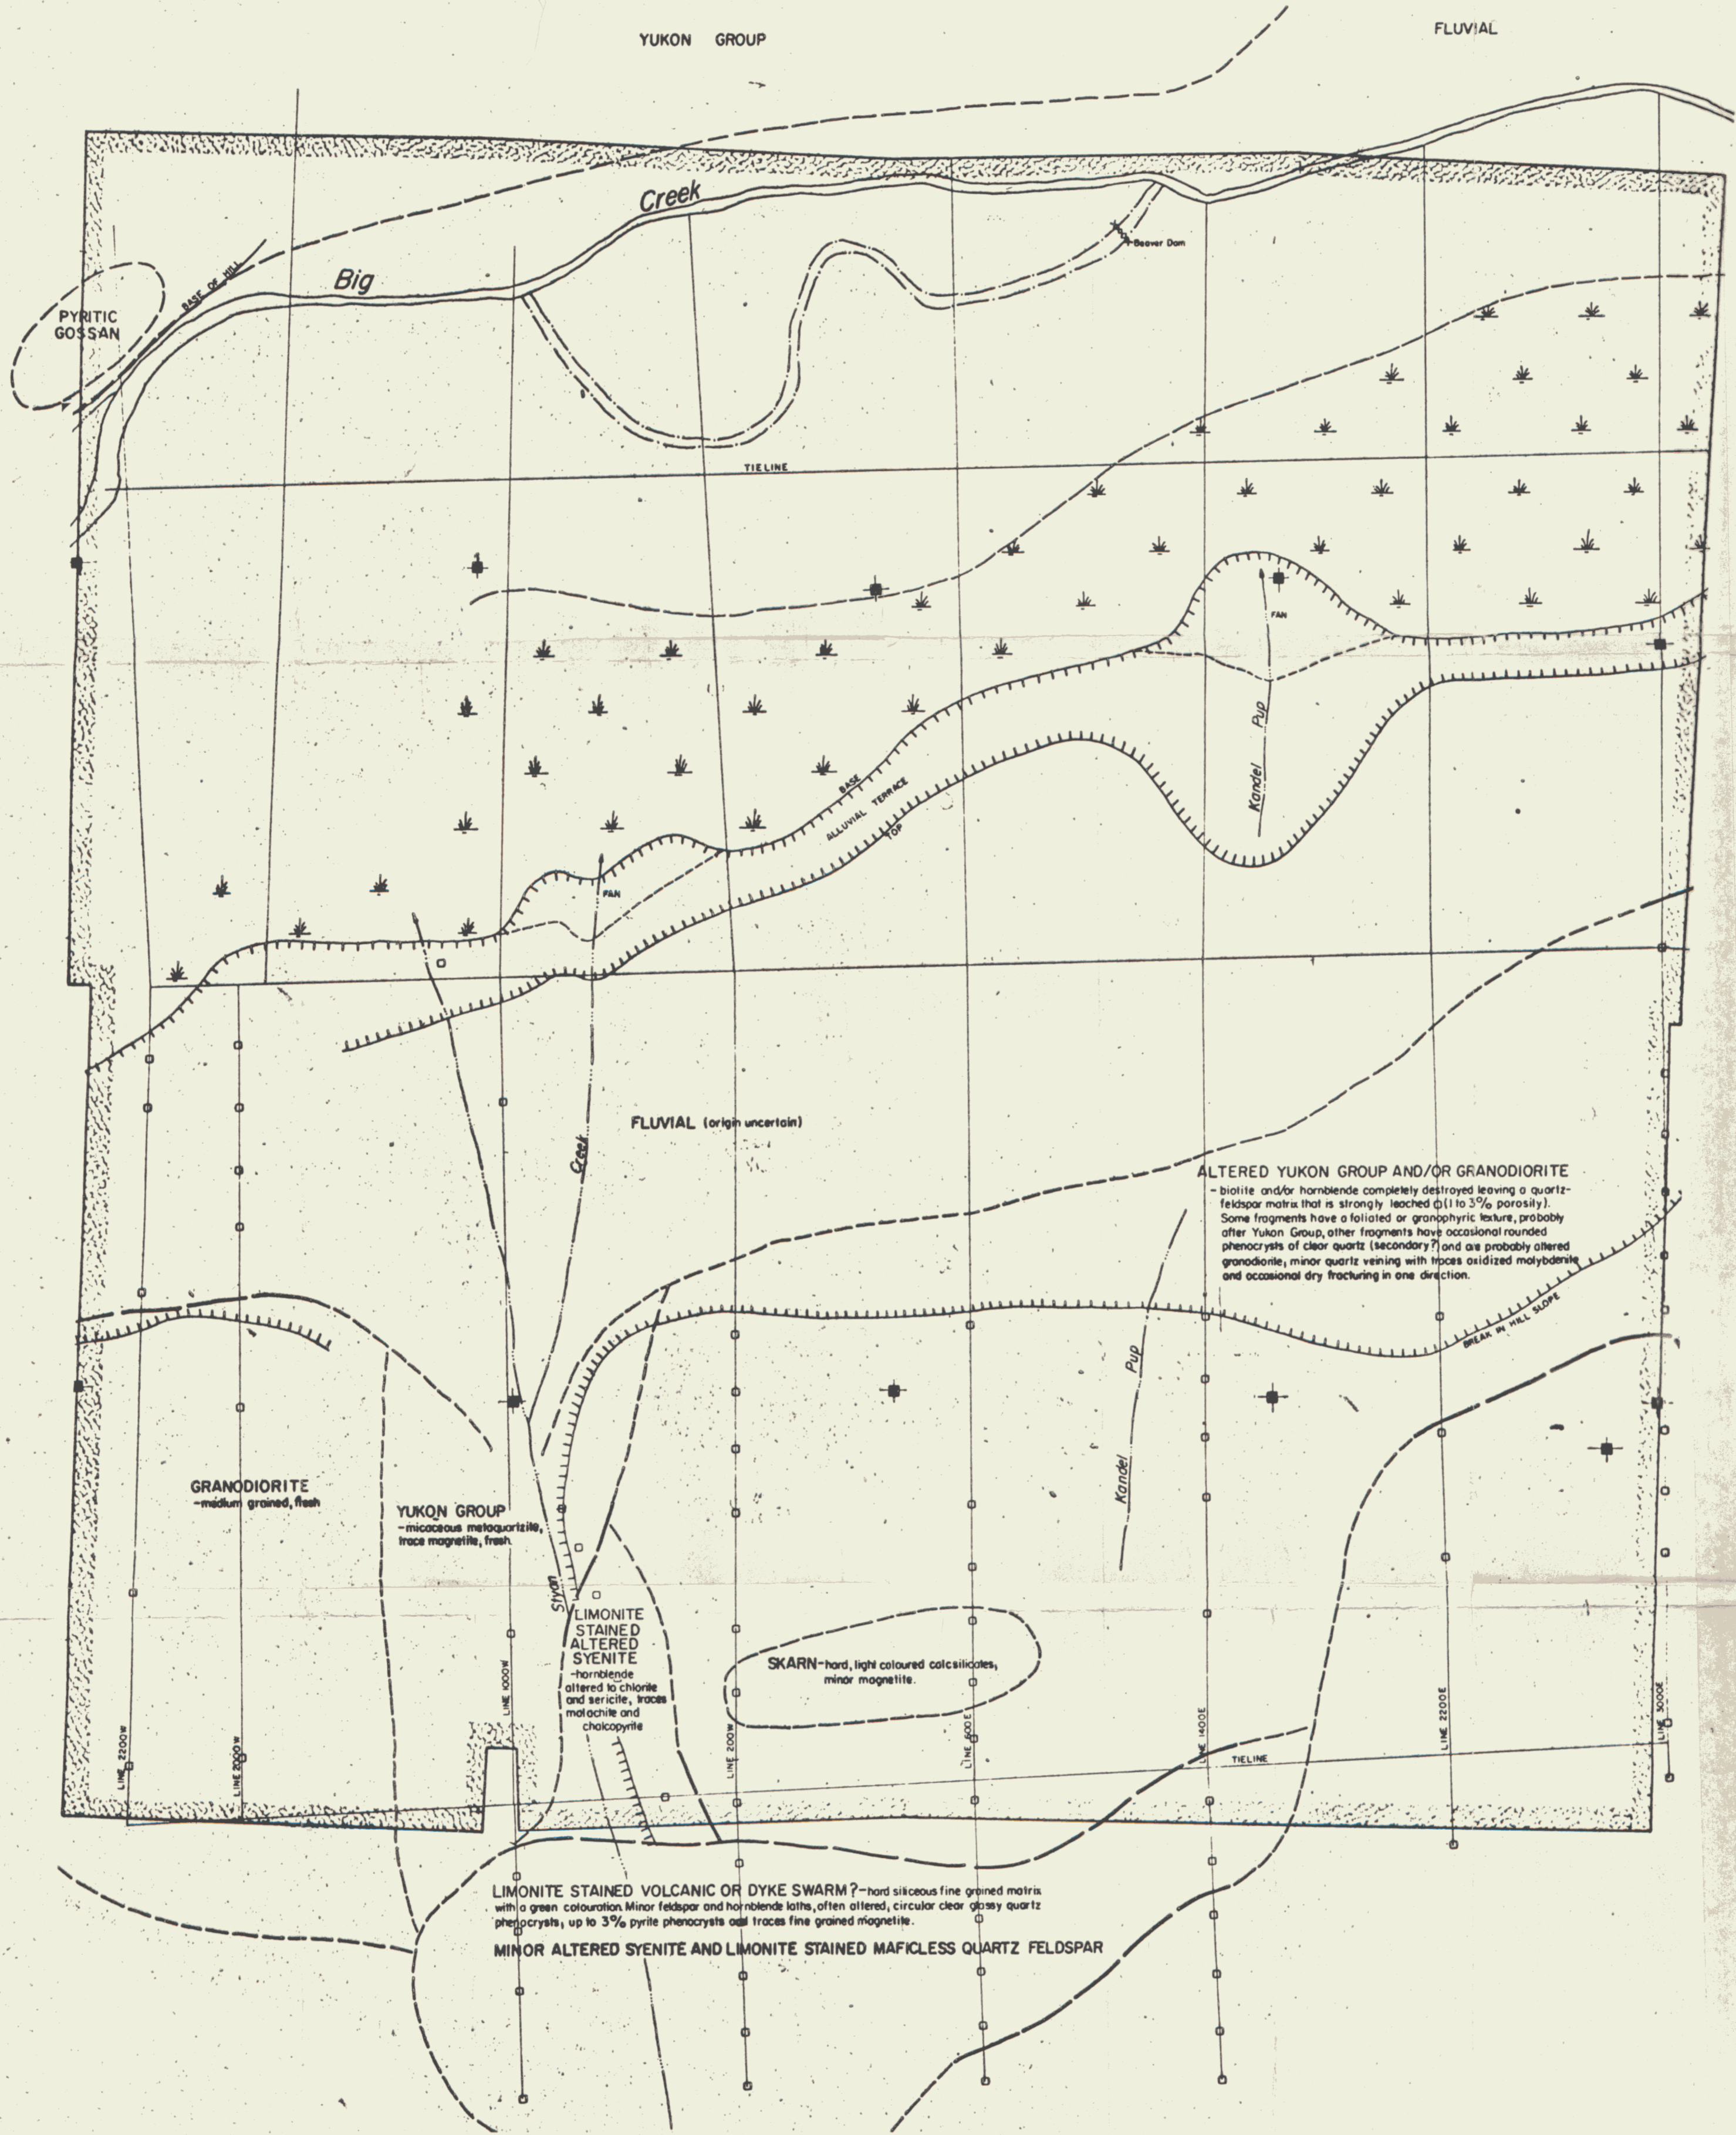 YUKON GROUP
FLUVIAL
Creek
Big
Beaver Dam
BASE OF HILL
PYRITIC
GOSSAN
TIELINE
FAN
Kandel Pup
BASE
ALLUVIAL TERRACE
TOP
FAN
Creek
FLUVIAL (origin uncertain)
ALTERED YUKON GROUP AND/OR GRANODIORITE
- biotite and/or hornblende completely destroyed leaving a quartz-
feldspar matrix that is strongly leached (1 to 3% porosity).
Some fragments have a foliated or granophyric texture, probably
after Yukon Group, other fragments have occasional rounded
phenocrysts of clear quartz (secondary?) and are probably altered
granodiorite, minor quartz veining with traces oxidized molybdenite
and occasional dry fracturing in one direction.
BREAK IN HILL SLOPE
Kandel Pup
GRANODIORITE
-medium grained, fresh
YUKON GROUP
-micaceous metaquartzite,
trace magnetite, fresh.
Styan
LIMONITE
STAINED
ALTERED
SYENITE
-hornblende
altered to chlorite
and sericite, traces
malachite and
chalcopyrite
SKARN-hard, light coloured calcsilicates,
minor magnetite.
LINE 2200W
LINE 2000W
LINE 1000W
LINE 200W
LINE 600E
LINE 1400E
LINE 2200E
LINE 3000E
TIELINE
LIMONITE STAINED VOLCANIC OR DYKE SWARM?-hard siliceous fine grained matrix
with a green colouration. Minor feldspar and hornblende laths, often altered, circular clear glassy quartz
phenocrysts, up to 3% pyrite phenocrysts and traces fine grained magnetite.
MINOR ALTERED SYENITE AND LIMONITE STAINED MAFICLESS QUARTZ FELDSPAR